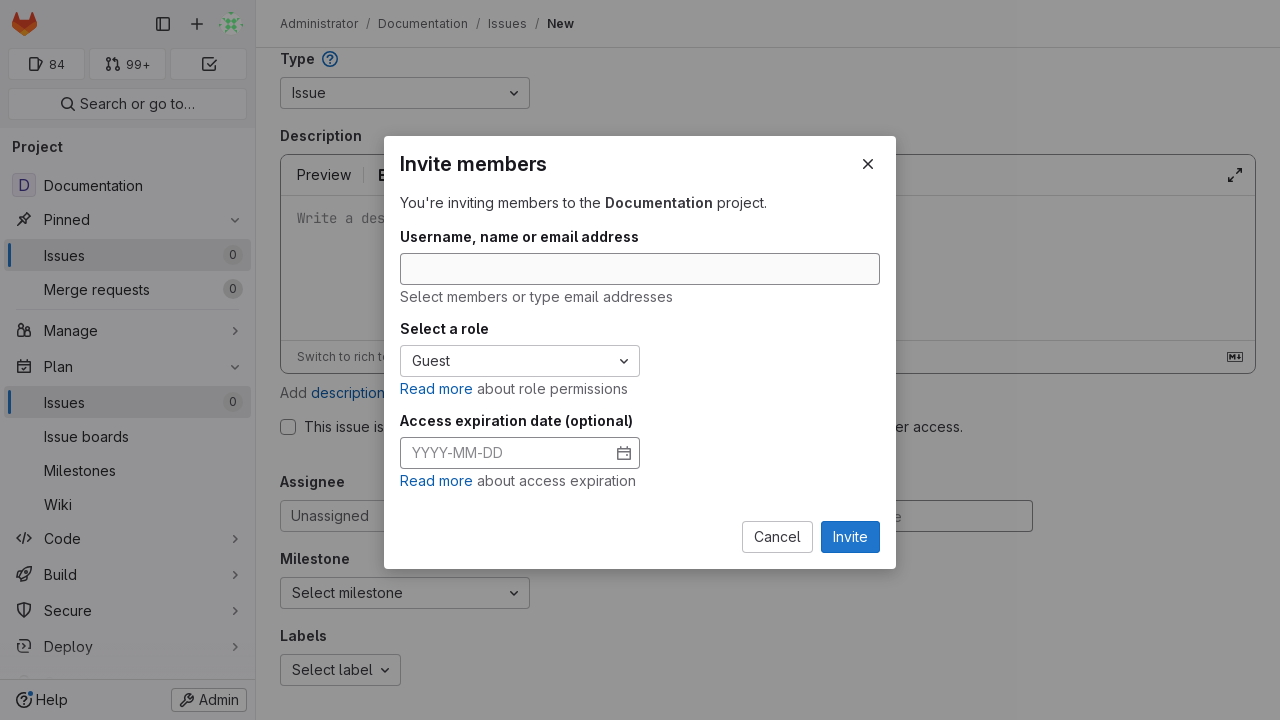 Administrator / Documentation / Issues / New
84
99+
Search or go to…
Project
D Documentation
Pinned
Issues 0
Merge requests 0
Manage
Plan
Issues 0
Issue boards
Milestones
Wiki
Code
Build
Secure
Deploy
Help
Admin
Type
Issue
Description
Preview
Write a des
Switch to rich te
Add description
This issue is
er access.
Assignee
Unassigned
Milestone
Select milestone
Labels
Select label
Invite members
You're inviting members to the Documentation project.
Username, name or email address
Select members or type email addresses
Select a role
Guest
Read more about role permissions
Access expiration date (optional)
YYYY-MM-DD
Read more about access expiration
Cancel
Invite